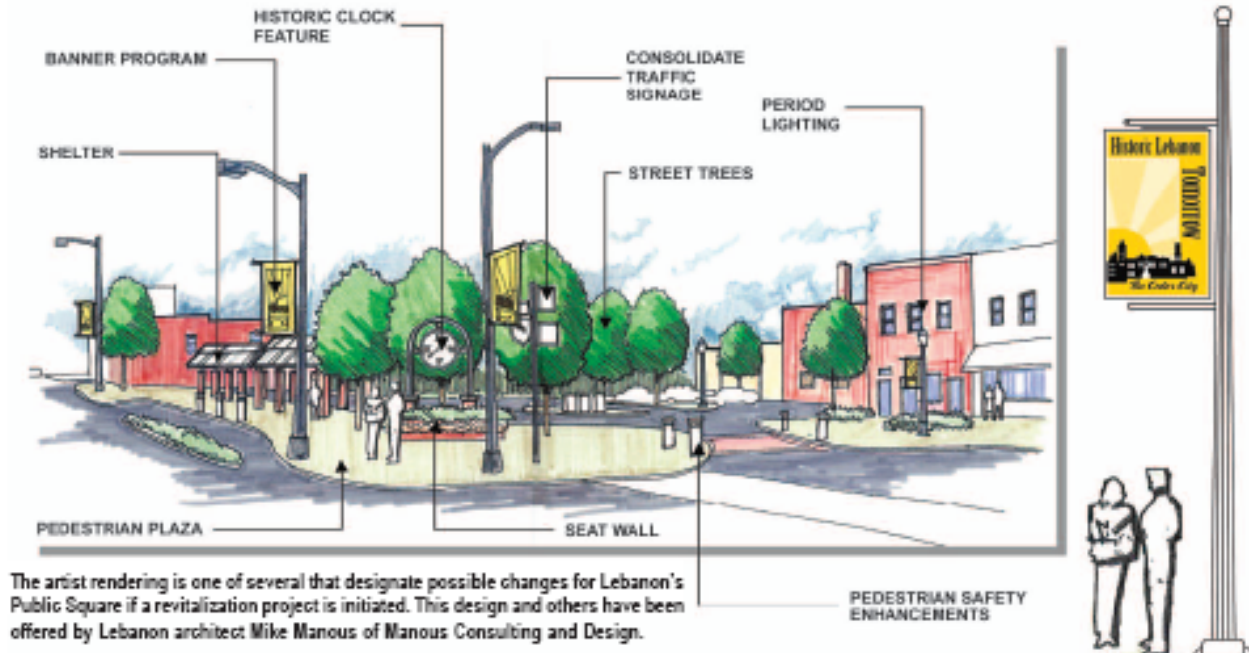 HISTORIC CLOCK
FEATURE
BANNER PROGRAM
CONSOLIDATE
TRAFFIC
SIGNAGE
PERIOD
LIGHTING
SHELTER
STREET TREES
Historic Lebanon
TOMORROW
The Cedar City
PEDESTRIAN PLAZA
SEAT WALL
PEDESTRIAN SAFETY
ENHANCEMENTS
The artist rendering is one of several that designate possible changes for Lebanon's
Public Square if a revitalization project is initiated. This design and others have been
offered by Lebanon architect Mike Manous of Manous Consulting and Design.